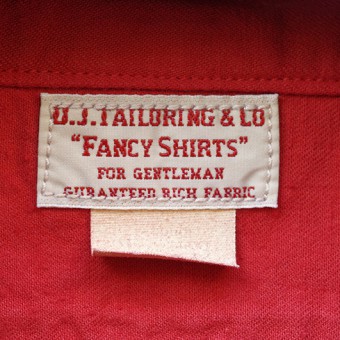 O.J. TAILORING & CO
"FANCY SHIRTS"
FOR GENTLEMAN
GURANTEED RICH FABRIC